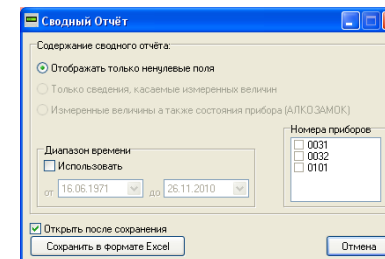 Сводный Отчёт
Содержание сводного отчёта:
Отображать только ненулевые поля
Только сведения, касаемые измеренных величин
Измеренные величины а также состояния прибора (АЛКОЗАМОК)
Номера приборов
0031
0032
0101
Диапазон времени
Использовать
от 16.06.1971 до 26.11.2010
Открыть после сохранения
Сохранить в формате Excel
Отмена